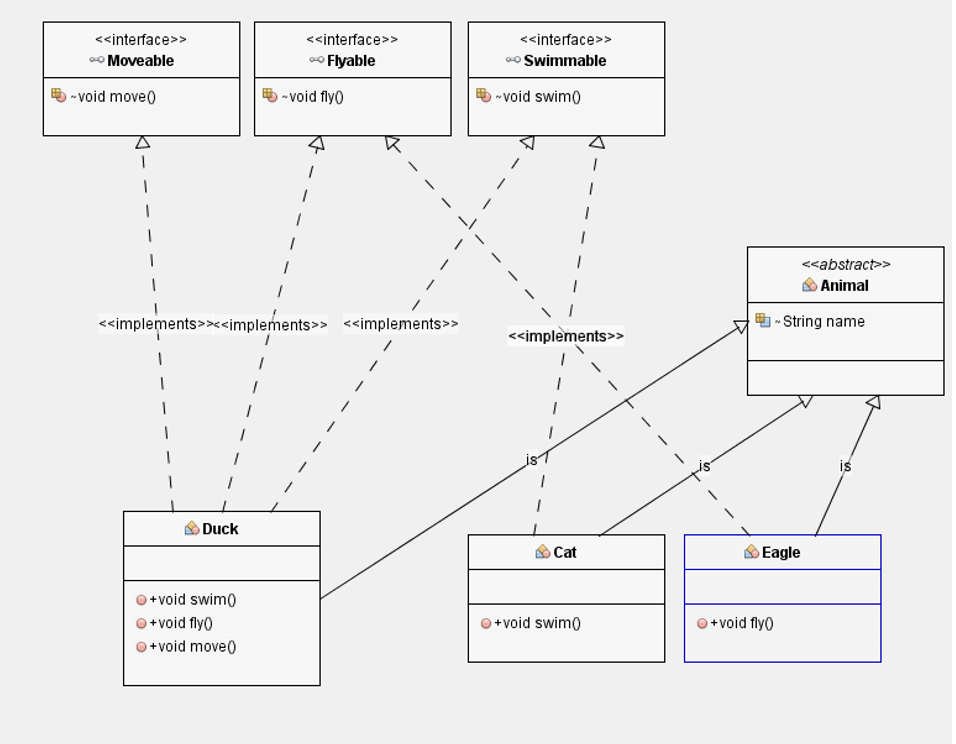 <<interface>>
Moveable
~void move()
<<interface>>
Flyable
~void fly()
<<interface>>
Swimmable
~void swim()
<<abstract>>
Animal
~String name
<<implements>>
<<implements>>
<<implements>>
<<implements>>
is
is
is
Duck
+void swim()
+void fly()
+void move()
Cat
+void swim()
Eagle
+void fly()